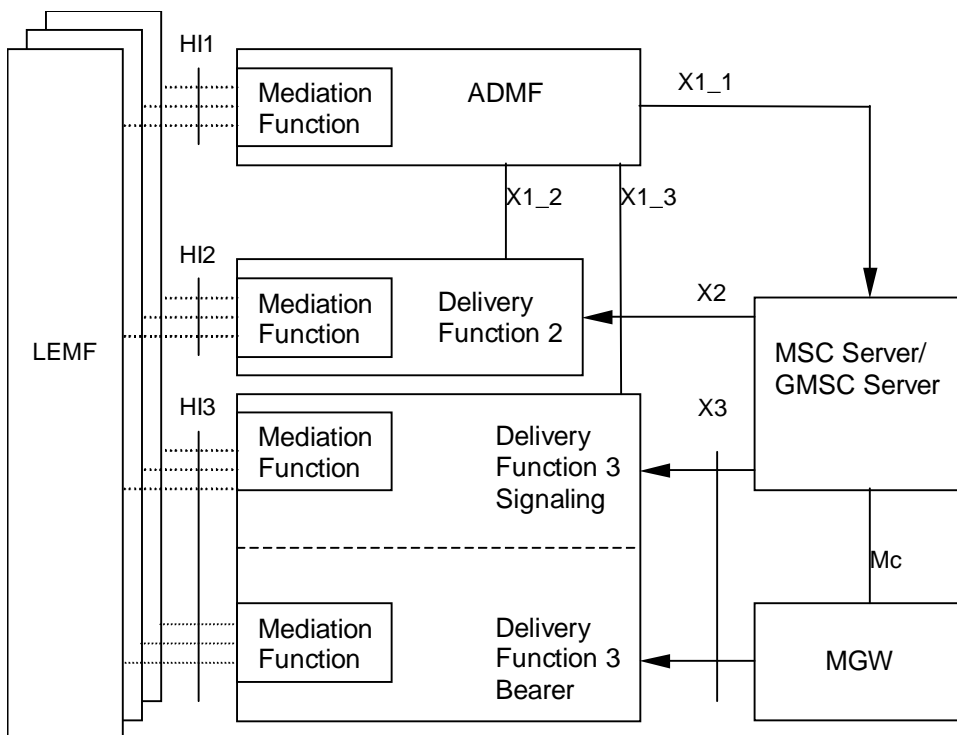 HI1
Mediation
Function
ADMF
X1_1
X1_2
X1_3
HI2
Mediation
Function
Delivery
Function 2
X2
LEMF
MSC Server/
GMSC Server
HI3
Mediation
Function
Delivery
Function 3
Signaling
X3
Mc
Mediation
Function
Delivery
Function 3
Bearer
MGW